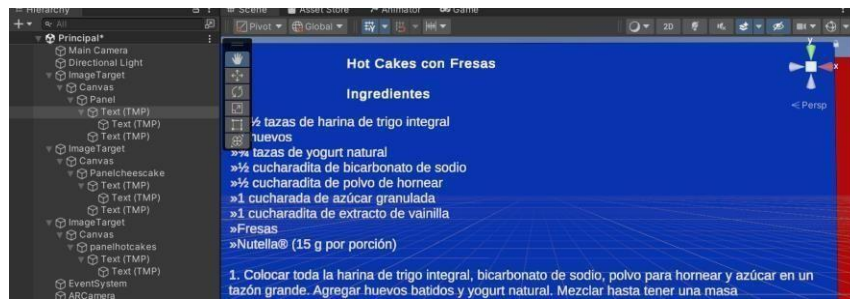 Hierarchy
Scene
Asset Store
Animator
Game
All
Pivot
Global
2D
Principal*
Main Camera
Directional Light
ImageTarget
Canvas
Panel
Text (TMP)
Text (TMP)
Text (TMP)
ImageTarget
Canvas
Panelcheescake
Text (TMP)
Text (TMP)
Text (TMP)
ImageTarget
Canvas
panelhotcakes
Text (TMP)
Text (TMP)
EventSystem
ARCamera
y
x
< Persp
Hot Cakes con Fresas
Ingredientes
½ tazas de harina de trigo integral
huevos
»¾ tazas de yogurt natural
»½ cucharadita de bicarbonato de sodio
»½ cucharadita de polvo de hornear
»1 cucharada de azúcar granulada
»1 cucharadita de extracto de vainilla
»Fresas
»Nutella® (15 g por porción)
1. Colocar toda la harina de trigo integral, bicarbonato de sodio, polvo para hornear y azúcar en un
tazón grande. Agregar huevos batidos y yogurt natural. Mezclar hasta tener una masa